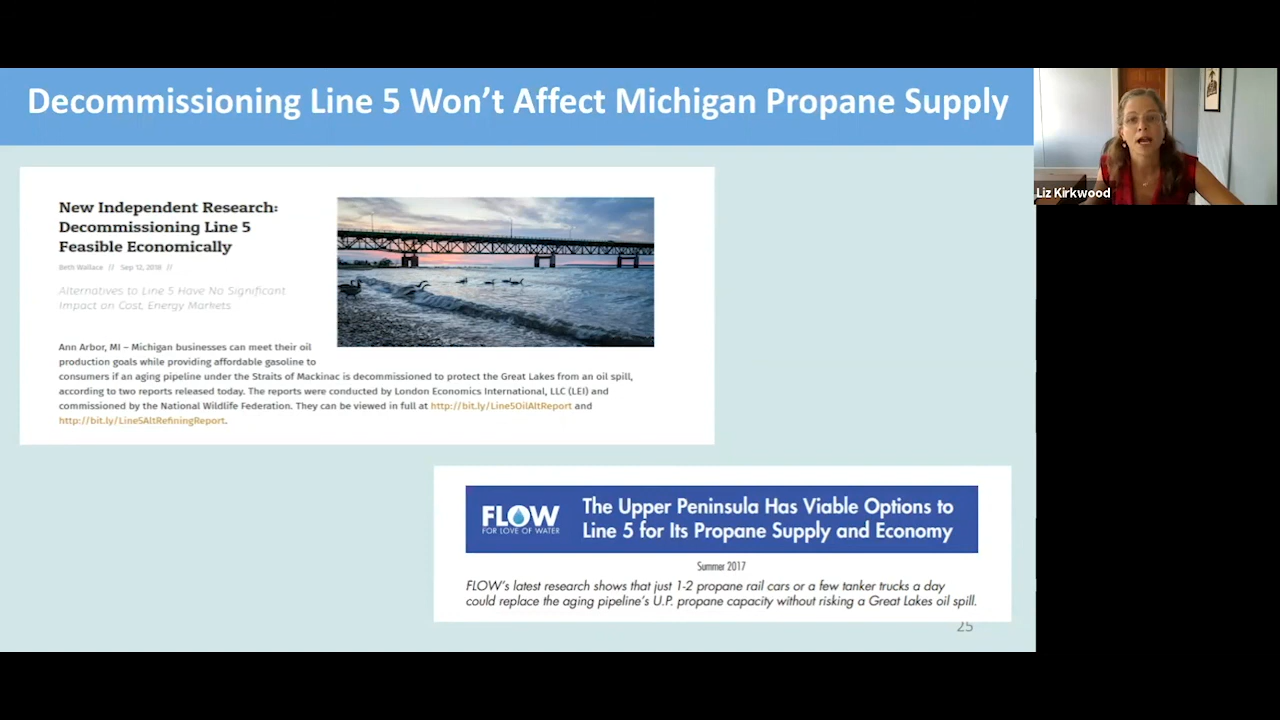 Decommissioning Line 5 Won't Affect Michigan Propane Supply
Liz Kirkwood
New Independent Research:
Decommissioning Line 5
Feasible Economically
Beth Wallace // Sep 12, 2018 //
Alternatives to Line 5 Have No Significant
Impact on Cost, Energy Markets
Ann Arbor, MI – Michigan businesses can meet their oil
production goals while providing affordable gasoline to
consumers if an aging pipeline under the Straits of Mackinac is decommissioned to protect the Great Lakes from an oil spill,
according to two reports released today. The reports were conducted by London Economics International, LLC (LEI) and
commissioned by the National Wildlife Federation. They can be viewed in full at http://bit.ly/Line5OilAltReport and
http://bit.ly/Line5AltRefiningReport.
FLOW
FOR LOVE OF WATER
The Upper Peninsula Has Viable Options to
Line 5 for Its Propane Supply and Economy
Summer 2017
FLOW's latest research shows that just 1-2 propane rail cars or a few tanker trucks a day
could replace the aging pipeline's U.P. propane capacity without risking a Great Lakes oil spill.
25